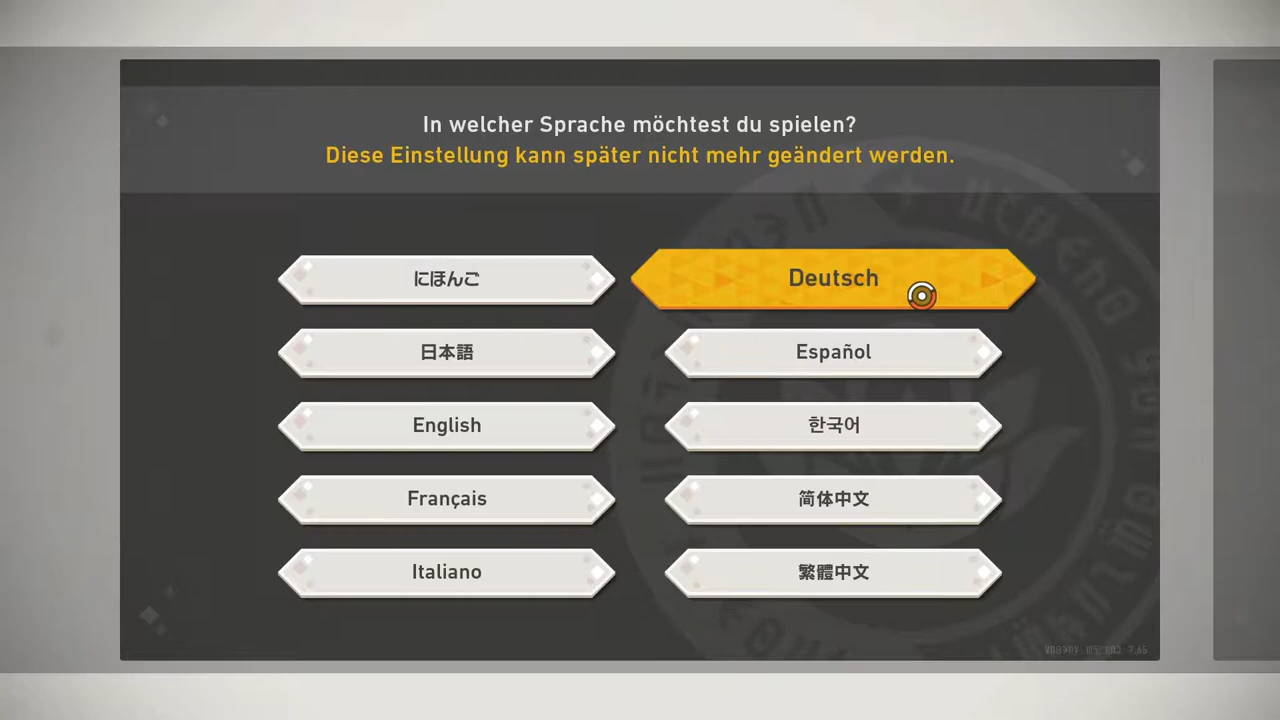 In welcher Sprache möchtest du spielen?
Diese Einstellung kann später nicht mehr geändert werden.
にほんご
Deutsch
日本語
Español
English
한국어
Français
简体中文
Italiano
繁體中文